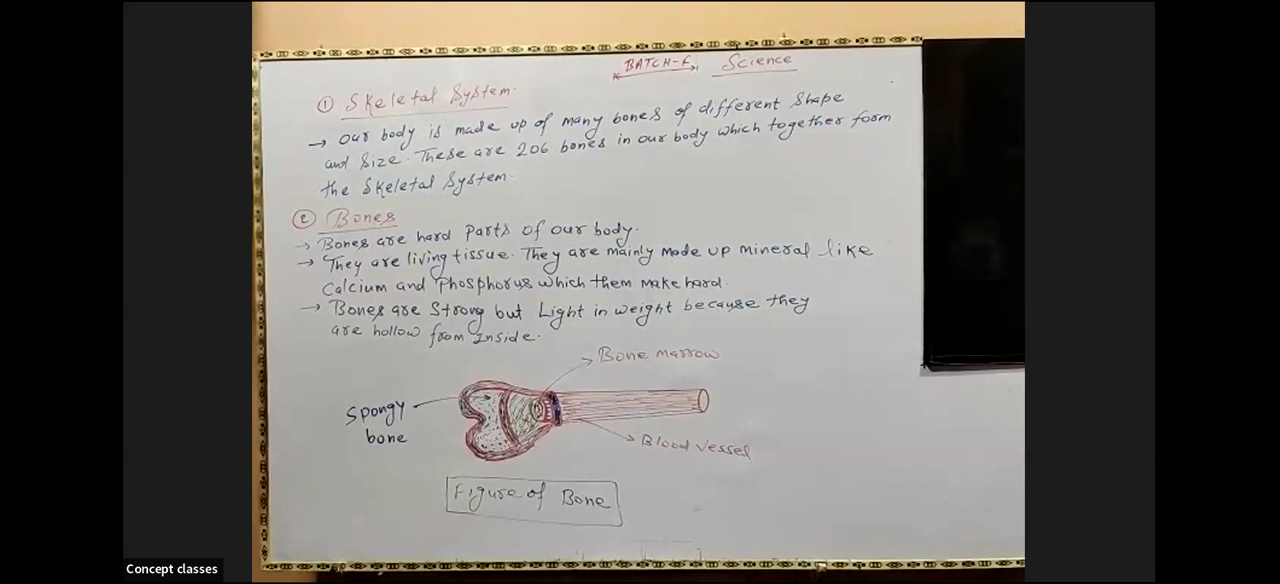 BATCH-F Science
① Skeletal System.
→ Our body is made up of many bones of different shape
and size. These are 206 bones in our body which together form
the Skeletal System.
② Bones
→ Bones are hard parts of our body.
→ They are living tissue. They are mainly made up mineral like
Calcium and Phosphorus which them make hard.
→ Bones are strong but Light in weight because they
are hollow from Inside.
Bone marrow
Spongy
bone
Blood Vessel
Figure of Bone
Concept classes